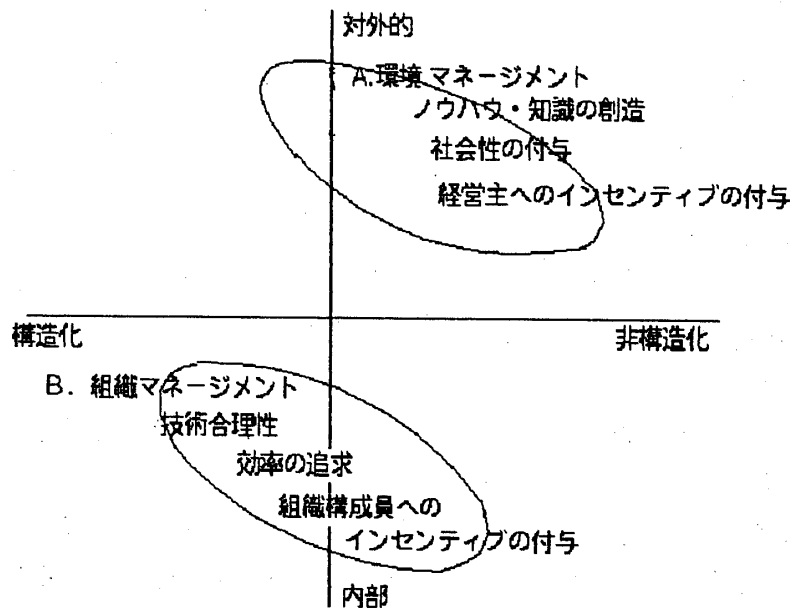 対外的
A.環境マネージメント
ノウハウ・知識の創造
社会性の付与
経営主へのインセンティブの付与
構造化
非構造化
B. 組織マネージメント
技術合理性
効率の追求
組織構成員への
インセンティブの付与
内部